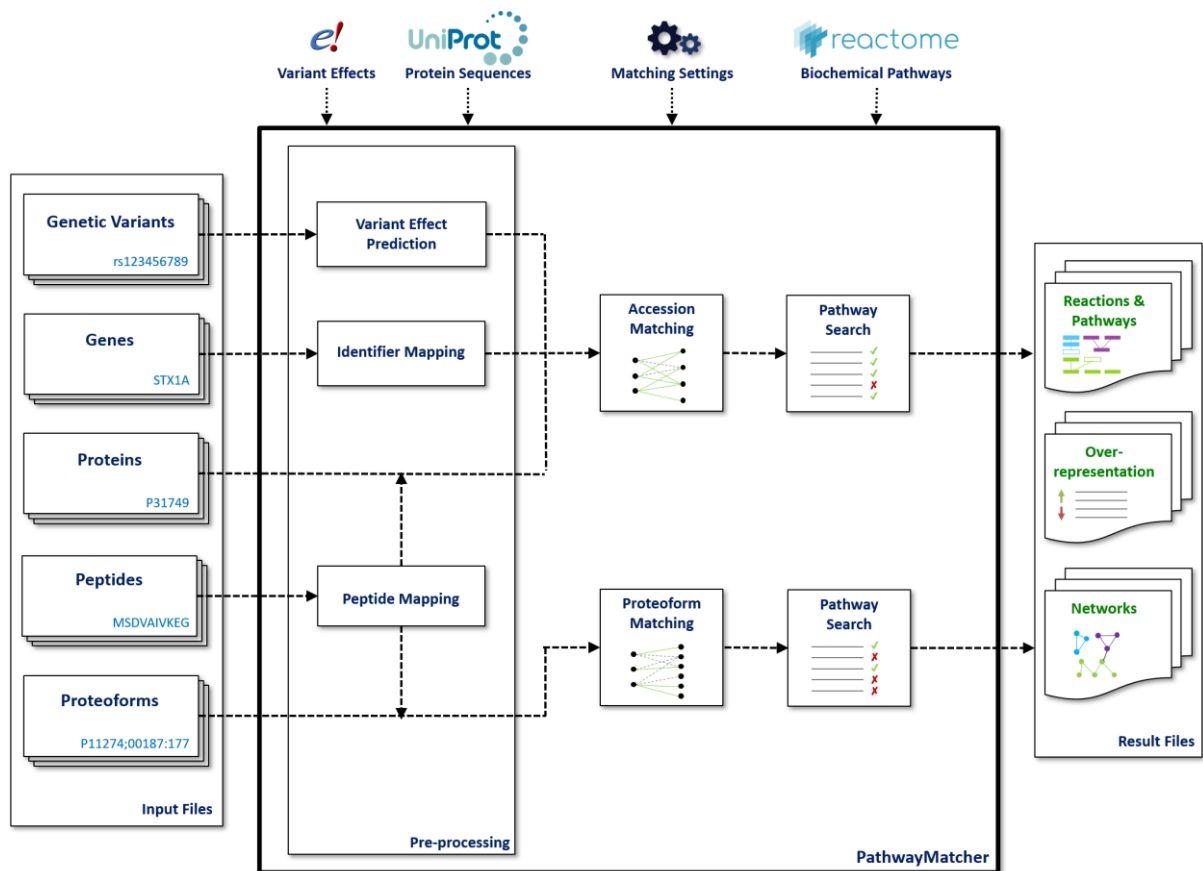 e!
UniProt
reactome
Variant Effects
Protein Sequences
Matching Settings
Biochemical Pathways
Genetic Variants
rs123456789
Genes
STX1A
Proteins
P31749
Peptides
MSDVAIVKEG
Proteoforms
P11274;00187:177
Input Files
Variant Effect
Prediction
Identifier Mapping
Peptide Mapping
Pre-processing
Accession
Matching
Pathway
Search
Proteoform
Matching
Pathway
Search
PathwayMatcher
Reactions &
Pathways
Over-
representation
Networks
Result Files